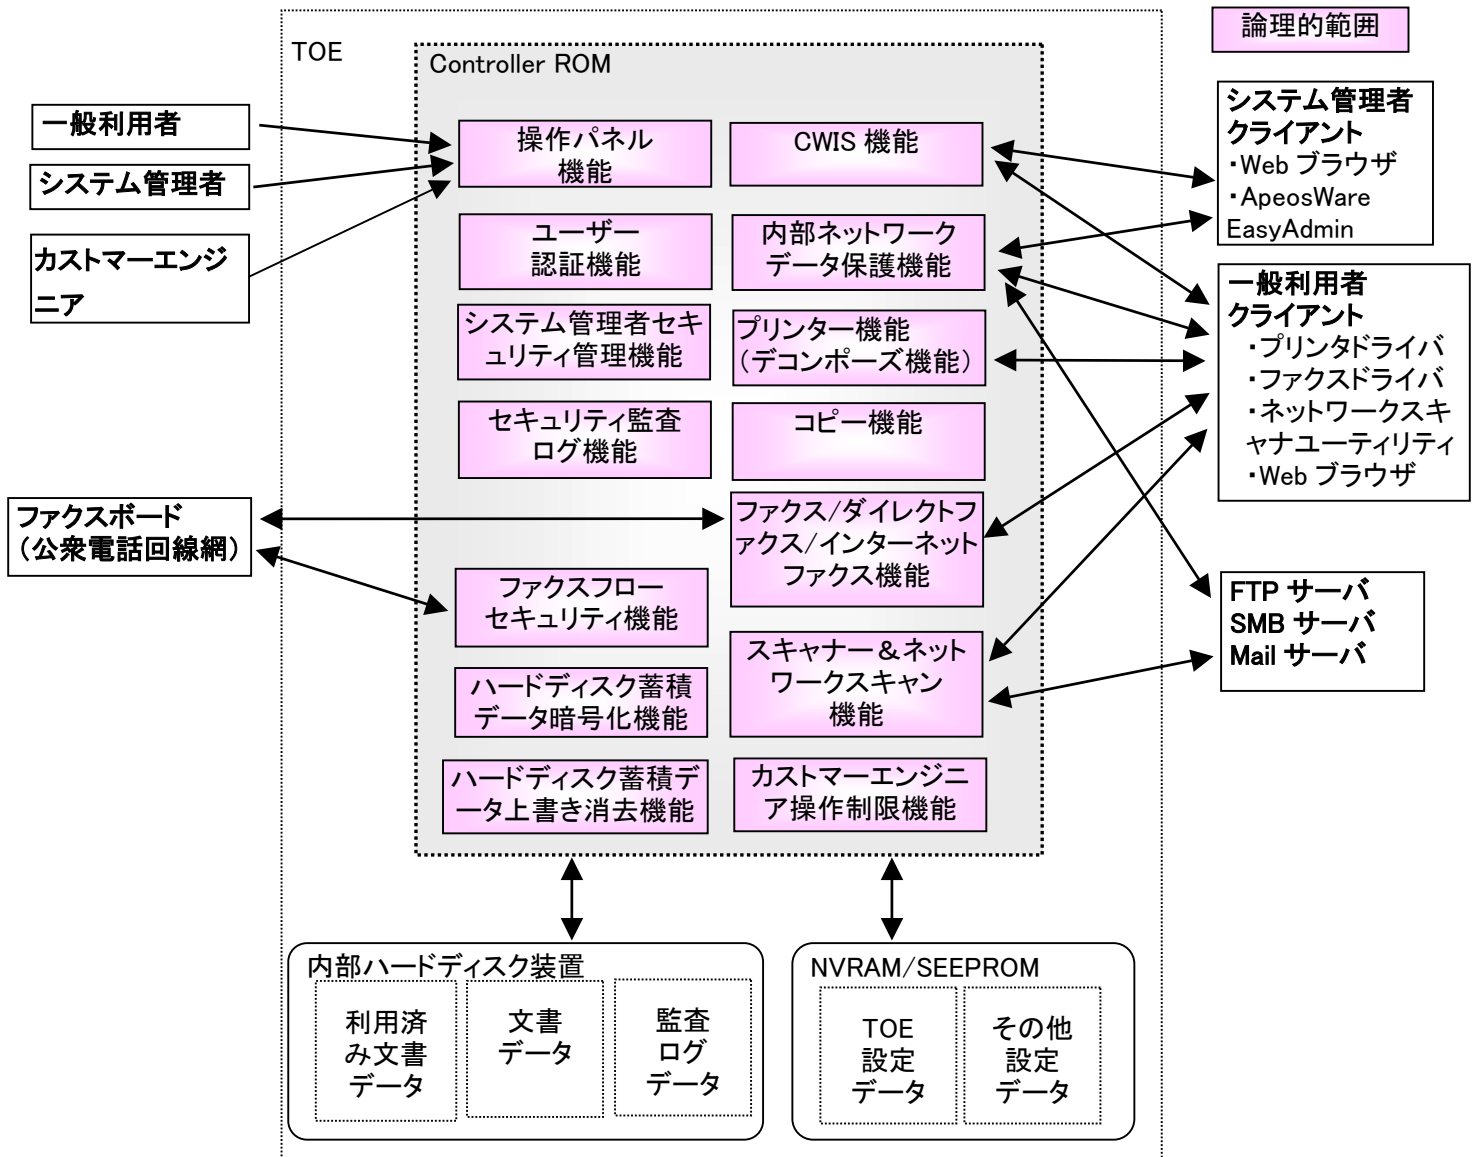 論理的範囲
TOE
Controller ROM
一般利用者
システム管理者
カストマーエンジ
ニア
ファクスボード
（公衆電話回線網）
操作パネル
機能
ユーザー
認証機能
システム管理者セキ
ュリティ管理機能
セキュリティ監査
ログ機能
ファクスフロー
セキュリティ機能
ハードディスク蓄積
データ暗号化機能
ハードディスク蓄積デ
ータ上書き消去機能
CWIS 機能
内部ネットワーク
データ保護機能
プリンター機能
（デコンポーズ機能）
コピー機能
ファクス/ダイレクトフ
ァクス/インターネット
ファクス機能
スキャナー＆ネット
ワークスキャン
機能
カストマーエンジニ
ア操作制限機能
システム管理者
クライアント
・Web ブラウザ
・ApeosWare
EasyAdmin
一般利用者
クライアント
・プリンタドライバ
・ファクスドライバ
・ネットワークスキ
ャナユーティリティ
・Web ブラウザ
FTP サーバ
SMB サーバ
Mail サーバ
内部ハードディスク装置
利用済
み文書
データ
文書
データ
監査
ログ
データ
NVRAM/SEEPROM
TOE
設定
データ
その他
設定
データ